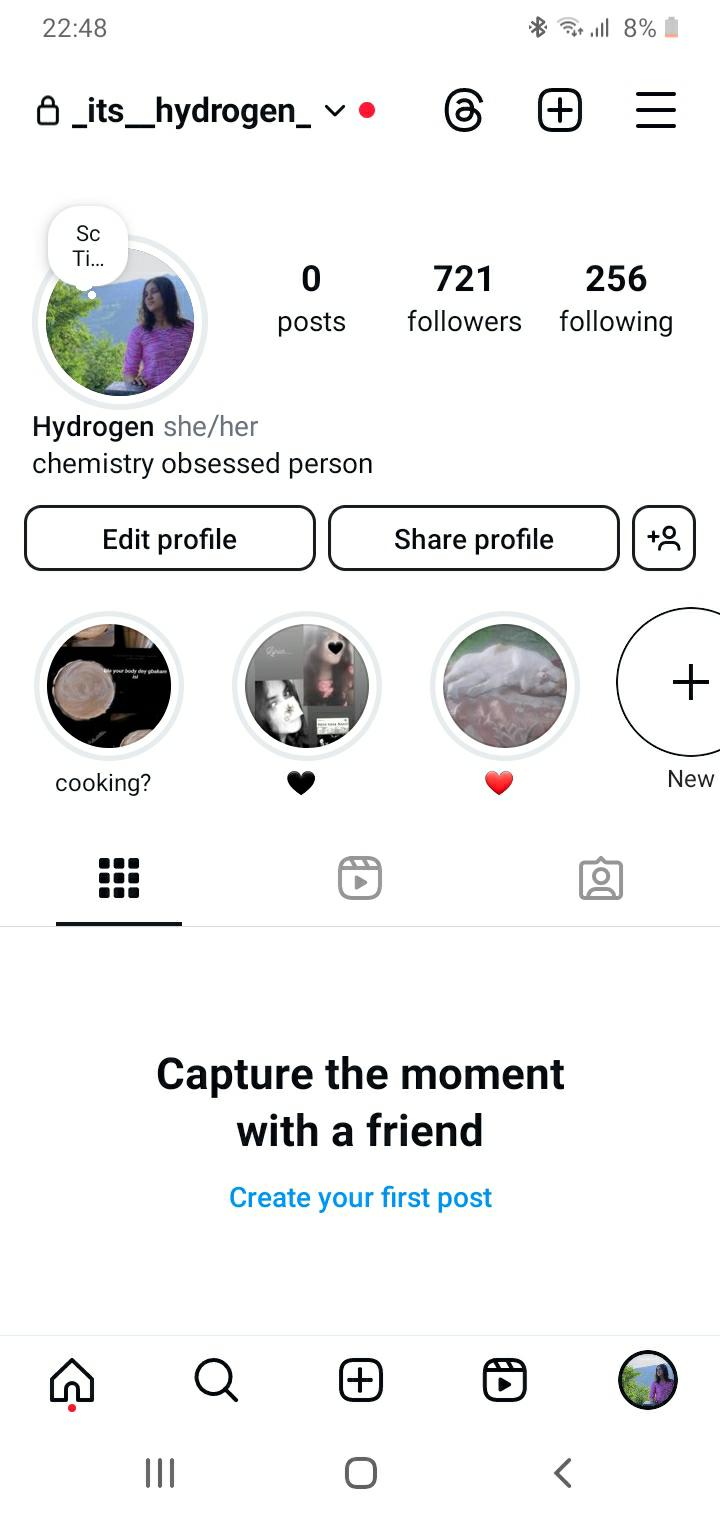 22:48
8%
_its__hydrogen_
Sc
Ti...
0
721
256
posts
followers
following
Hydrogen she/her
chemistry obsessed person
Edit profile
Share profile
cooking?
New
Capture the moment
with a friend
Create your first post